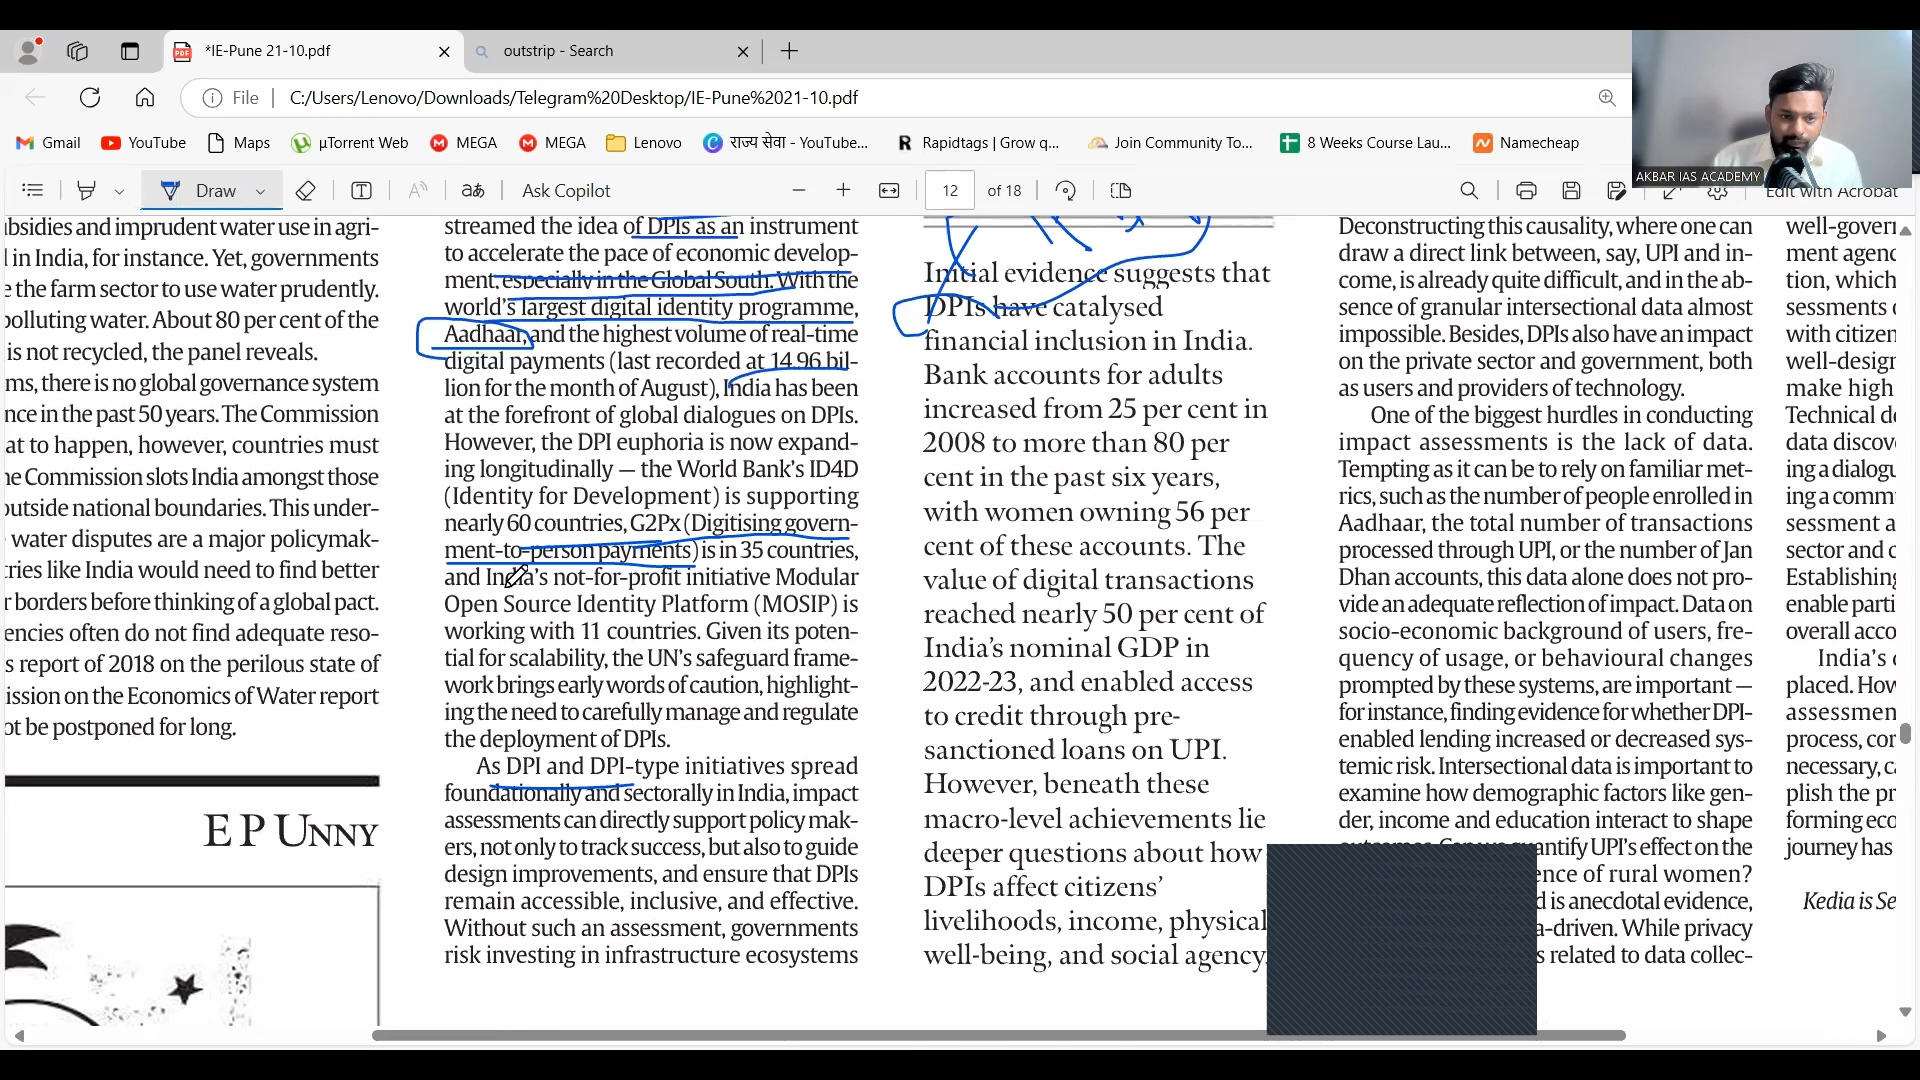 *IE-Pune 21-10.pdf
outstrip - Search
File
C:/Users/Lenovo/Downloads/Telegram%20Desktop/IE-Pune%2021-10.pdf
Gmail
YouTube
Maps
µTorrent Web
MEGA
MEGA
Lenovo
राज्य सेवा - YouTube...
Rapidtags | Grow q...
Join Community To...
8 Weeks Course Lau...
Namecheap
AKBAR IAS ACADEMY
Draw
Ask Copilot
12 of 18
Edit with Acrobat
and imprudent water use in agri-
in India, for instance. Yet, governments
the farm sector to use water prudently.
polluting water. About 80 per cent of the
is not recycled, the panel reveals.
there is no global governance system
in the past 50 years. The Commission
at to happen, however, countries must
Commission slots India amongst those
outside national boundaries. This under-
water disputes are a major policymak-
like India would need to find better
borders before thinking of a global pact.
often do not find adequate reso-
report of 2018 on the perilous state of
on the Economics of Water report
be postponed for long.
E P UNNY
streamed the idea of DPIs as an instrument
to accelerate the pace of economic develop-
ment, especially in the Global South. With the
world's largest digital identity programme,
Aadhaar, and the highest volume of real-time
digital payments (last recorded at 14.96 bil-
lion for the month of August), India has been
at the forefront of global dialogues on DPIs.
However, the DPI euphoria is now expand-
ing longitudinally — the World Bank's ID4D
(Identity for Development) is supporting
nearly 60 countries, G2Px (Digitising govern-
ment-to-person payments) is in 35 countries,
and India's not-for-profit initiative Modular
Open Source Identity Platform (MOSIP) is
working with 11 countries. Given its poten-
tial for scalability, the UN's safeguard frame-
work brings early words of caution, highlight-
ing the need to carefully manage and regulate
the deployment of DPIs.
As DPI and DPI-type initiatives spread
foundationally and sectorally in India, impact
assessments can directly support policy mak-
ers, not only to track success, but also to guide
design improvements, and ensure that DPIs
remain accessible, inclusive, and effective.
Without such an assessment, governments
risk investing in infrastructure ecosystems
Initial evidence suggests that
DPIs have catalysed
financial inclusion in India.
Bank accounts for adults
increased from 25 per cent in
2008 to more than 80 per
cent in the past six years,
with women owning 56 per
cent of these accounts. The
value of digital transactions
reached nearly 50 per cent of
India's nominal GDP in
2022-23, and enabled access
to credit through pre-
sanctioned loans on UPI.
However, beneath these
macro-level achievements lie
deeper questions about how
DPIs affect citizens'
livelihoods, income, physical
well-being, and social agency.
Deconstructing this causality, where one can
draw a direct link between, say, UPI and in-
come, is already quite difficult, and in the ab-
sence of granular intersectional data almost
impossible. Besides, DPIs also have an impact
on the private sector and government, both
as users and providers of technology.
One of the biggest hurdles in conducting
impact assessments is the lack of data.
Tempting as it can be to rely on familiar met-
rics, such as the number of people enrolled in
Aadhaar, the total number of transactions
processed through UPI, or the number of Jan
Dhan accounts, this data alone does not pro-
vide an adequate reflection of impact. Data on
socio-economic background of users, fre-
quency of usage, or behavioural changes
prompted by these systems, are important —
for instance, finding evidence for whether DPI-
enabled lending increased or decreased sys-
temic risk. Intersectional data is important to
examine how demographic factors like gen-
der, income and education interact to shape
UPI's effect on the
of rural women?
is anecdotal evidence,
While privacy
related to data collec-
ment agenc
tion, which
sessments
with citizen
well-design
make high
Technical
data discov
ing a dialogu
ing a comm
sessment a
sector and
Establishing
enable parti
overall acco
India's
placed. How
assessmen
process, cor
necessary,
plish the pr
forming eco
journey has
Kedia is Se